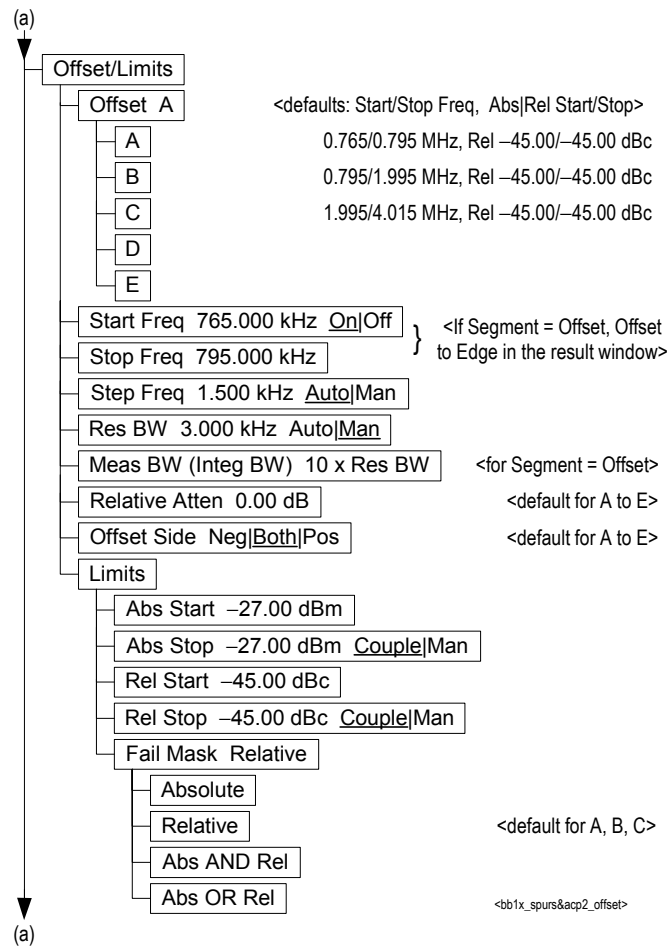 (a)
Offset/Limits
Offset A <defaults: Start/Stop Freq, Abs|Rel Start/Stop>
A 0.765/0.795 MHz, Rel –45.00/–45.00 dBc
B 0.795/1.995 MHz, Rel –45.00/–45.00 dBc
C 1.995/4.015 MHz, Rel –45.00/–45.00 dBc
D
E
Start Freq 765.000 kHz On|Off
} <If Segment = Offset, Offset
to Edge in the result window>
Stop Freq 795.000 kHz
Step Freq 1.500 kHz Auto|Man
Res BW 3.000 kHz Auto|Man
Meas BW (Integ BW) 10 x Res BW <for Segment = Offset>
Relative Atten 0.00 dB <default for A to E>
Offset Side Neg|Both|Pos <default for A to E>
Limits
Abs Start –27.00 dBm
Abs Stop –27.00 dBm Couple|Man
Rel Start –45.00 dBc
Rel Stop –45.00 dBc Couple|Man
Fail Mask Relative
Absolute
Relative <default for A, B, C>
Abs AND Rel
Abs OR Rel <bb1x_spurs&acp2_offset>
(a)